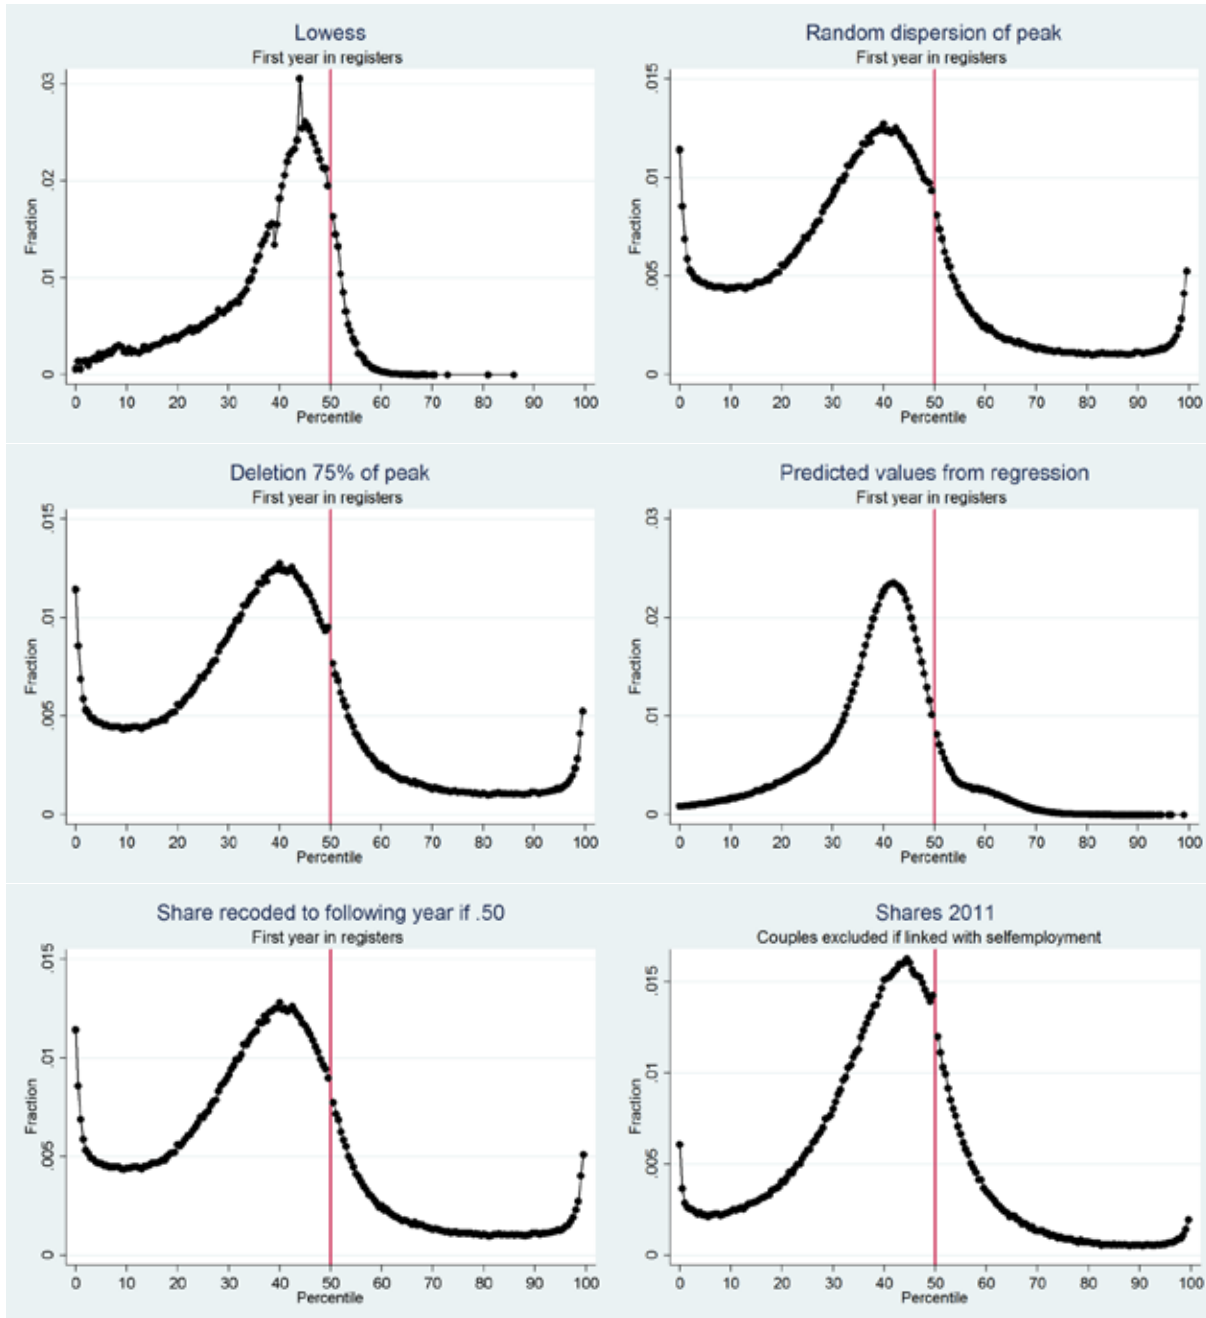 Lowess
First year in registers
.03
.02
.01
0
Fraction
0 10 20 30 40 50 60 70 80 90 100
Percentile
Random dispersion of peak
First year in registers
.015
.01
.005
0
Fraction
0 10 20 30 40 50 60 70 80 90 100
Percentile
Deletion 75% of peak
First year in registers
.015
.01
.005
0
Fraction
0 10 20 30 40 50 60 70 80 90 100
Percentile
Predicted values from regression
First year in registers
.03
.02
.01
0
Fraction
0 10 20 30 40 50 60 70 80 90 100
Percentile
Share recoded to following year if .50
First year in registers
.015
.01
.005
0
Fraction
0 10 20 30 40 50 60 70 80 90 100
Percentile
Shares 2011
Couples excluded if linked with selfemployment
.015
.01
.005
0
Fraction
0 10 20 30 40 50 60 70 80 90 100
Percentile